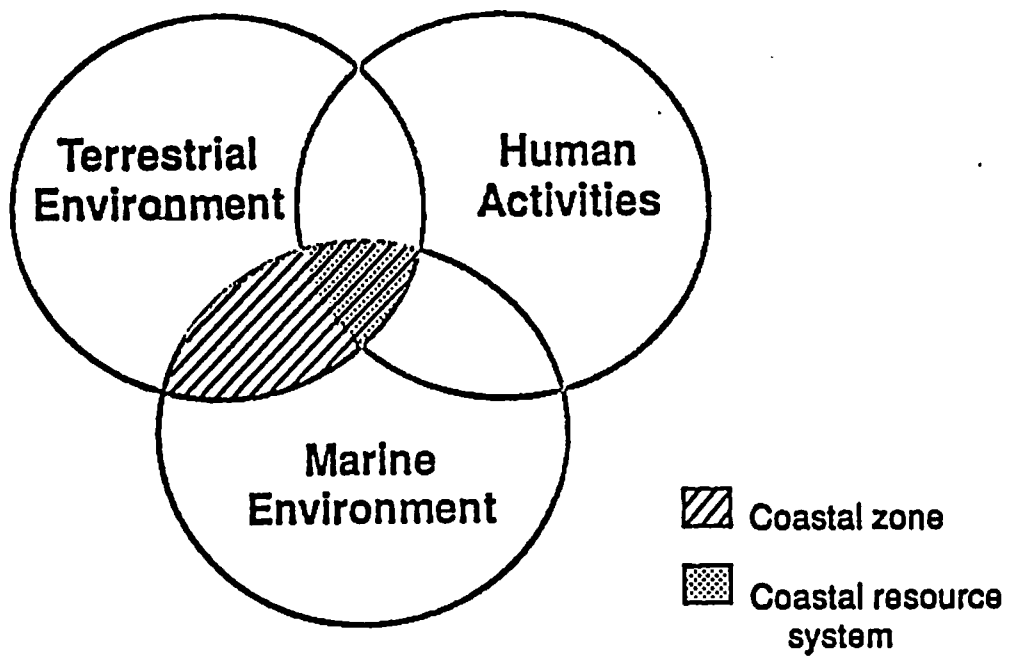 Terrestrial
Environment
Human
Activities
Marine
Environment
Coastal zone
Coastal resource
system